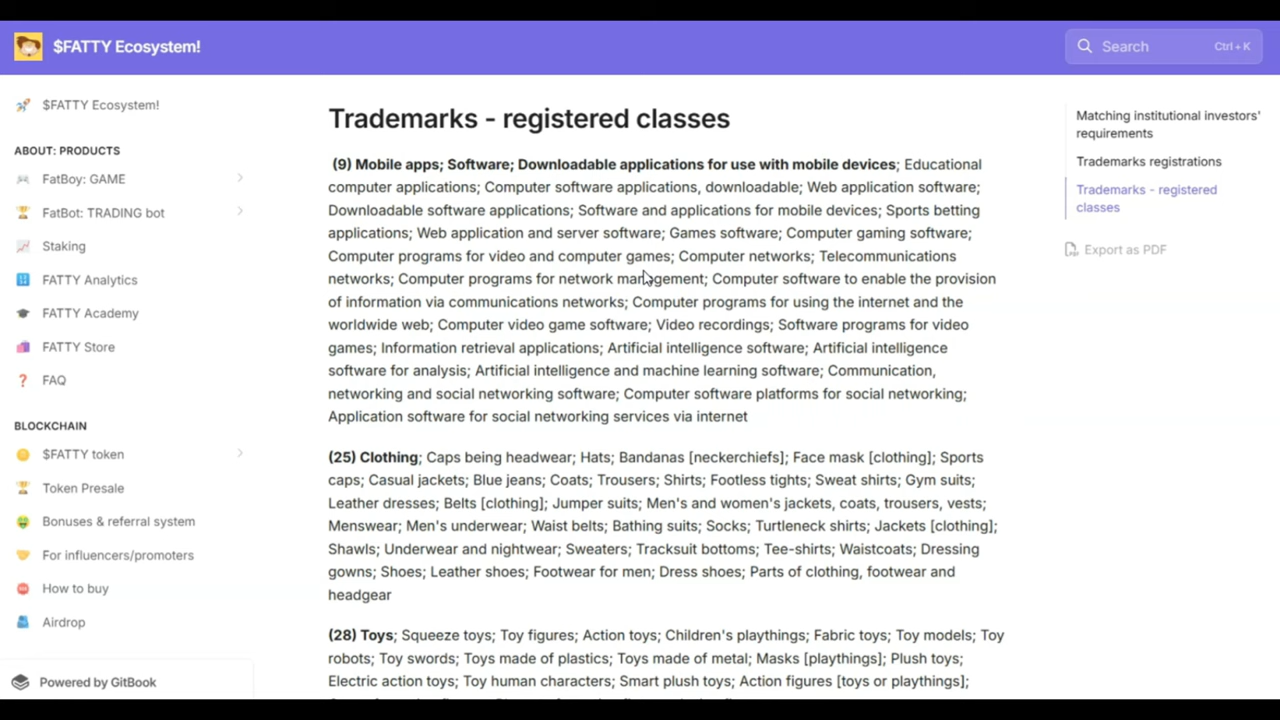 $FATTY Ecosystem!
Search
Ctrl + K
$FATTY Ecosystem!
ABOUT: PRODUCTS
FatBoy: GAME
FatBot: TRADING bot
Staking
FATTY Analytics
FATTY Academy
FATTY Store
FAQ
BLOCKCHAIN
$FATTY token
Token Presale
Bonuses & referral system
For influencers/promoters
How to buy
Airdrop
Powered by GitBook
Trademarks - registered classes
(9) Mobile apps; Software; Downloadable applications for use with mobile devices; Educational
computer applications; Computer software applications, downloadable; Web application software;
Downloadable software applications; Software and applications for mobile devices; Sports betting
applications; Web application and server software; Games software; Computer gaming software;
Computer programs for video and computer games; Computer networks; Telecommunications
networks; Computer programs for network management; Computer software to enable the provision
of information via communications networks; Computer programs for using the internet and the
worldwide web; Computer video game software; Video recordings; Software programs for video
games; Information retrieval applications; Artificial intelligence software; Artificial intelligence
software for analysis; Artificial intelligence and machine learning software; Communication,
networking and social networking software; Computer software platforms for social networking;
Application software for social networking services via internet
(25) Clothing; Caps being headwear; Hats; Bandanas [neckerchiefs]; Face mask [clothing]; Sports
caps; Casual jackets; Blue jeans; Coats; Trousers; Shirts; Footless tights; Sweat shirts; Gym suits;
Leather dresses; Belts [clothing]; Jumper suits; Men's and women's jackets, coats, trousers, vests;
Menswear; Men's underwear; Waist belts; Bathing suits; Socks; Turtleneck shirts; Jackets [clothing];
Shawls; Underwear and nightwear; Sweaters; Tracksuit bottoms; Tee-shirts; Waistcoats; Dressing
gowns; Shoes; Leather shoes; Footwear for men; Dress shoes; Parts of clothing, footwear and
headgear
(28) Toys; Squeeze toys; Toy figures; Action toys; Children's playthings; Fabric toys; Toy models; Toy
robots; Toy swords; Toys made of plastics; Toys made of metal; Masks [playthings]; Plush toys;
Electric action toys; Toy human characters; Smart plush toys; Action figures [toys or playthings];
Matching institutional investors'
requirements
Trademarks registrations
Trademarks - registered
classes
Export as PDF